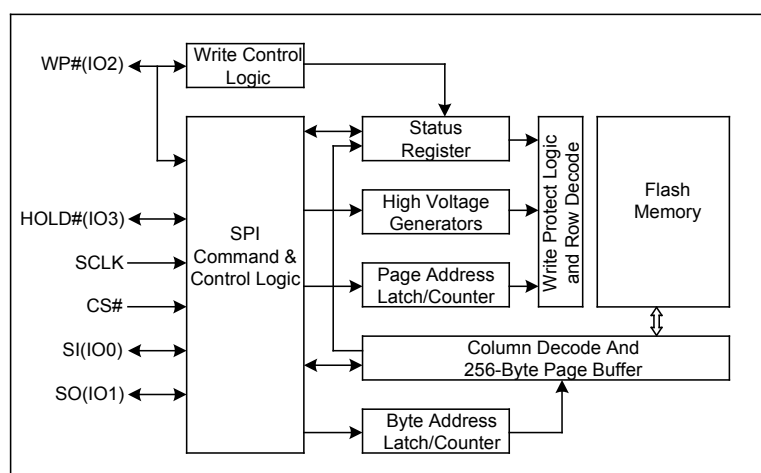 WP#(IO2)
Write Control
Logic
Status
Register
HOLD#(IO3)
High Voltage
Generators
SPI
Command &
Control Logic
SCLK
Page Address
Latch/Counter
CS#
Write Protect Logic
and Row Decode
Flash
Memory
SI(IO0)
Column Decode And
256-Byte Page Buffer
SO(IO1)
Byte Address
Latch/Counter